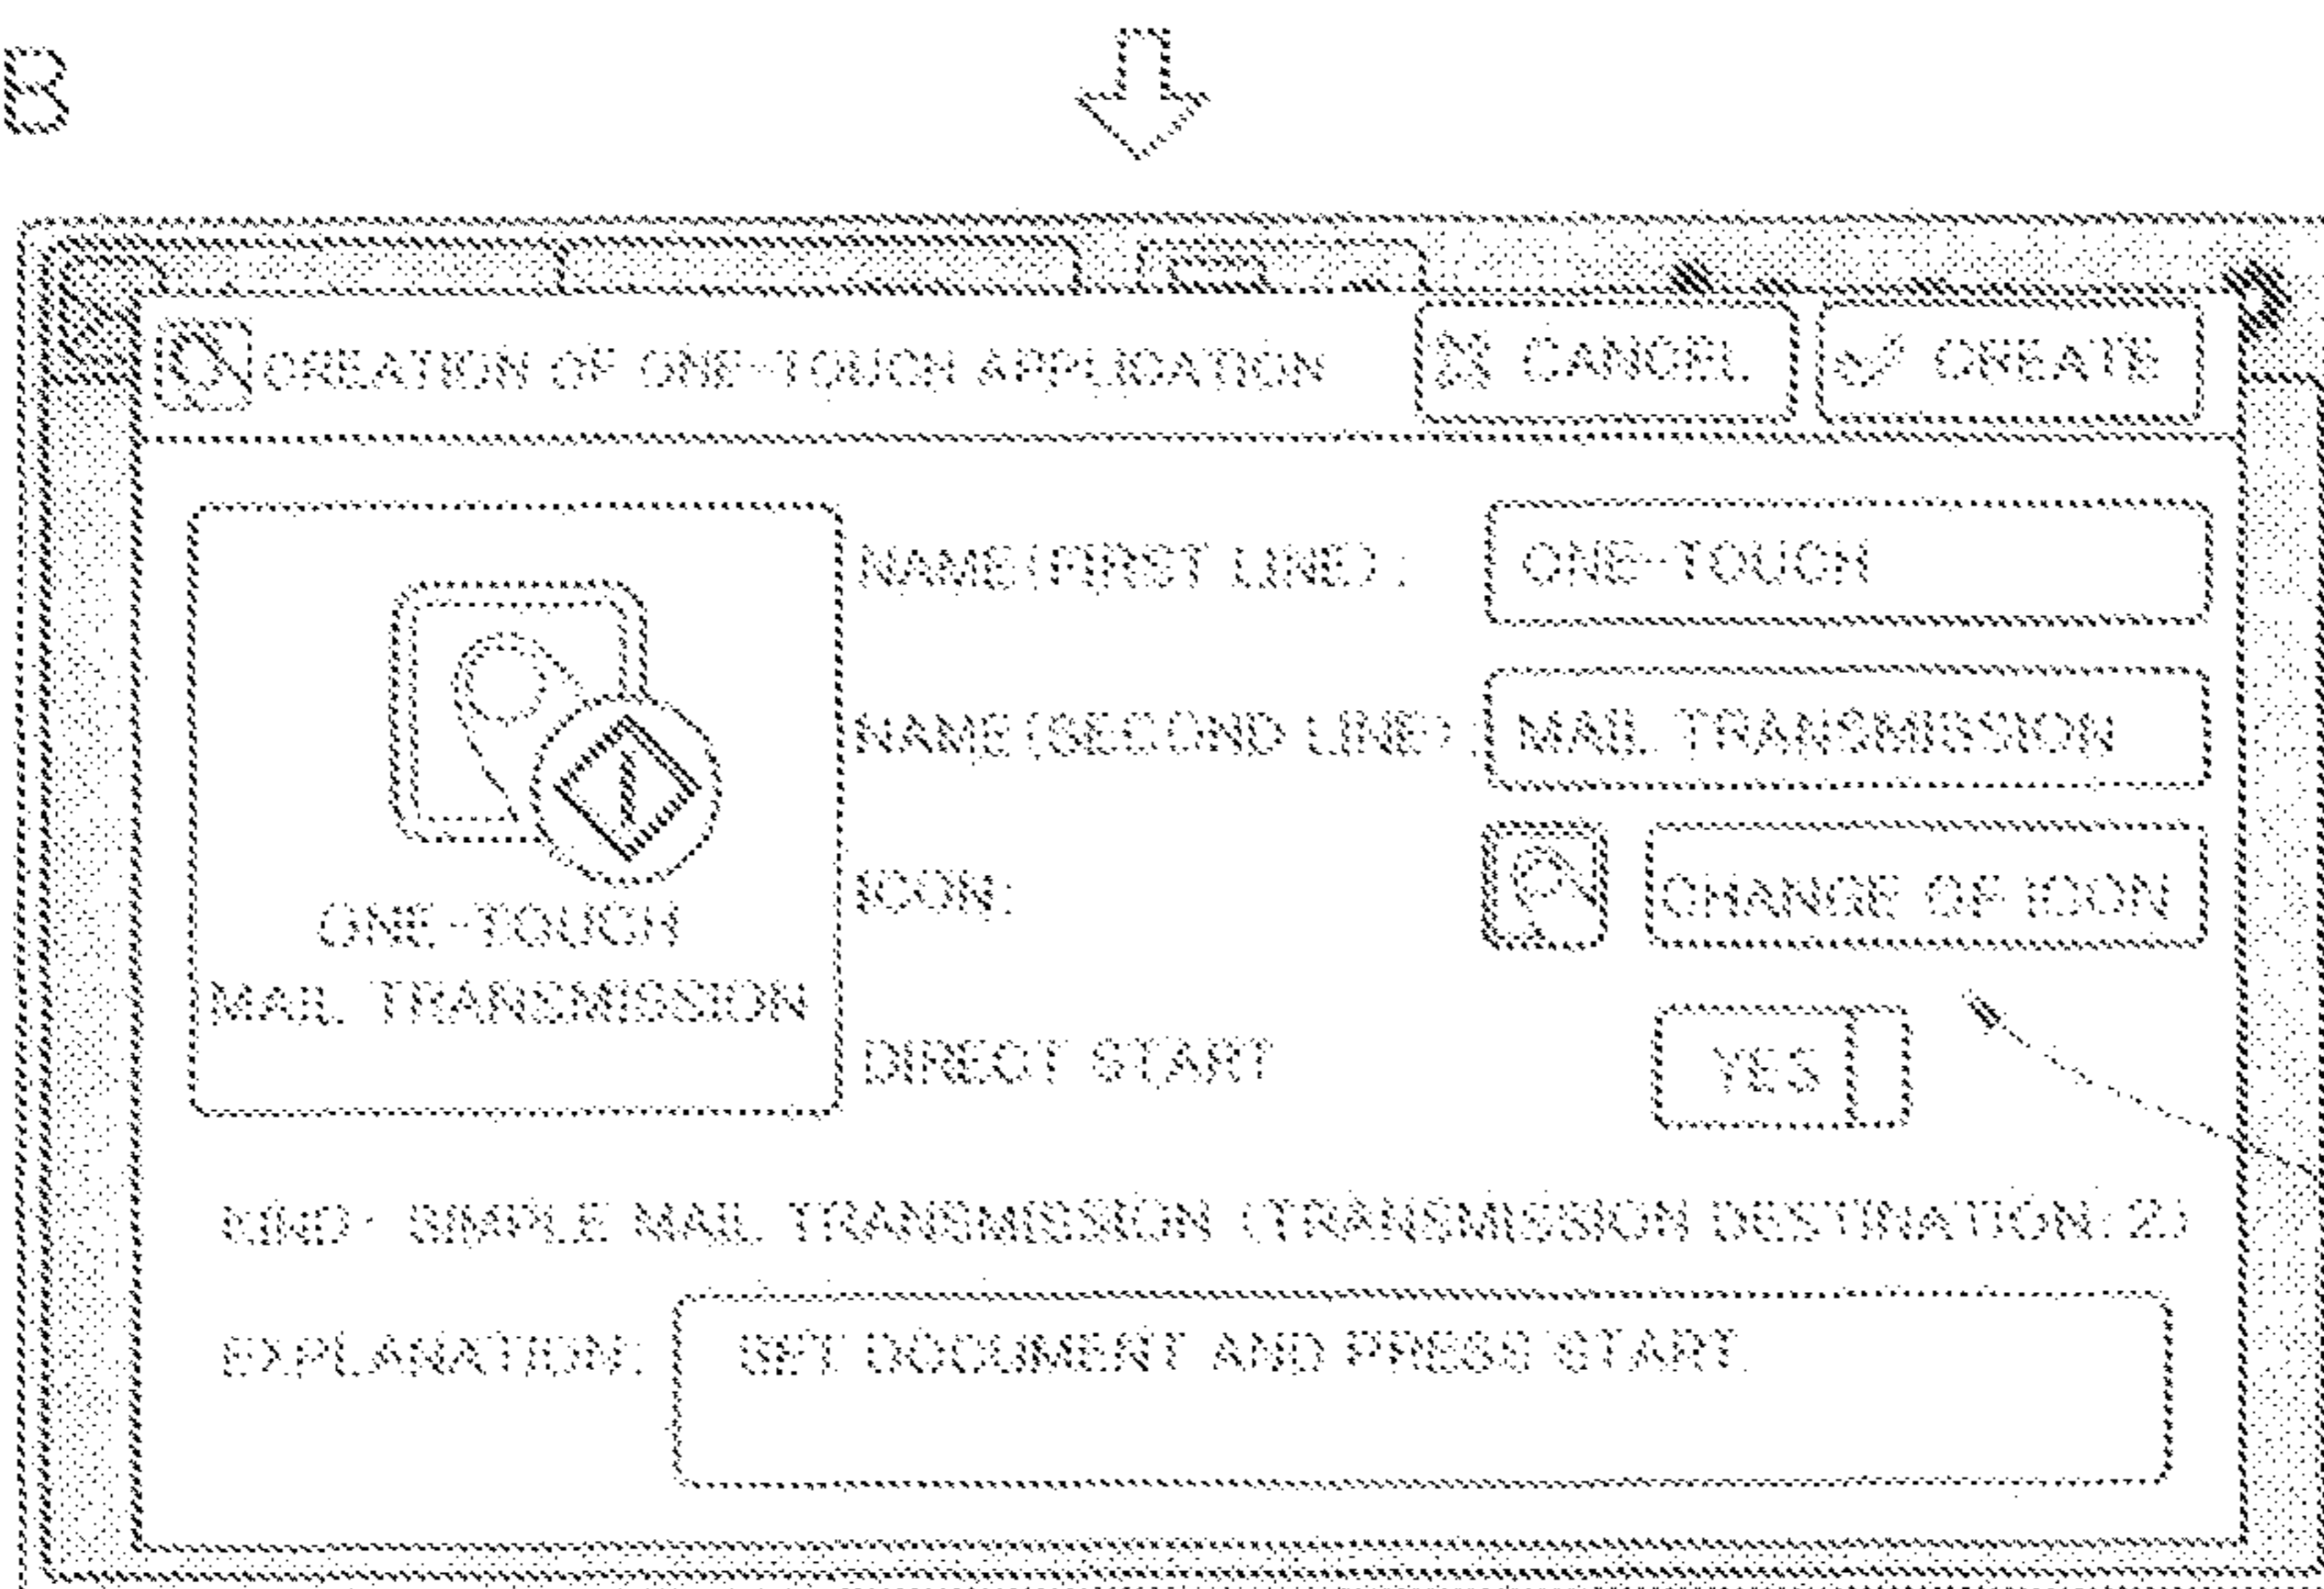 B
CREATION OF ONE-TOUCH APPLICATION CANCEL CREATE
NAME(FIRST LINE): ONE-TOUCH
NAME(SECOND LINE): MAIL TRANSMISSION
ICON: CHANGE OF ICON
ONE-TOUCH
MAIL TRANSMISSION
DIRECT START YES
KIND: SIMPLE MAIL TRANSMISSION (TRANSMISSION DESTINATION: 2)
EXPLANATION: SET DOCUMENT AND PRESS START.